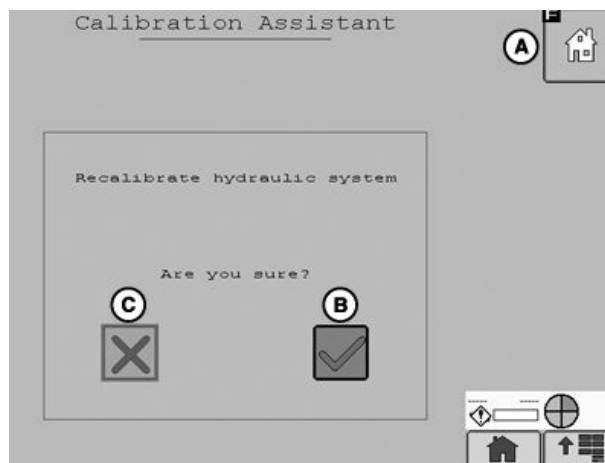 Calibration Assistant
A
Recalibrate hydraulic system
Are you sure?
C
B